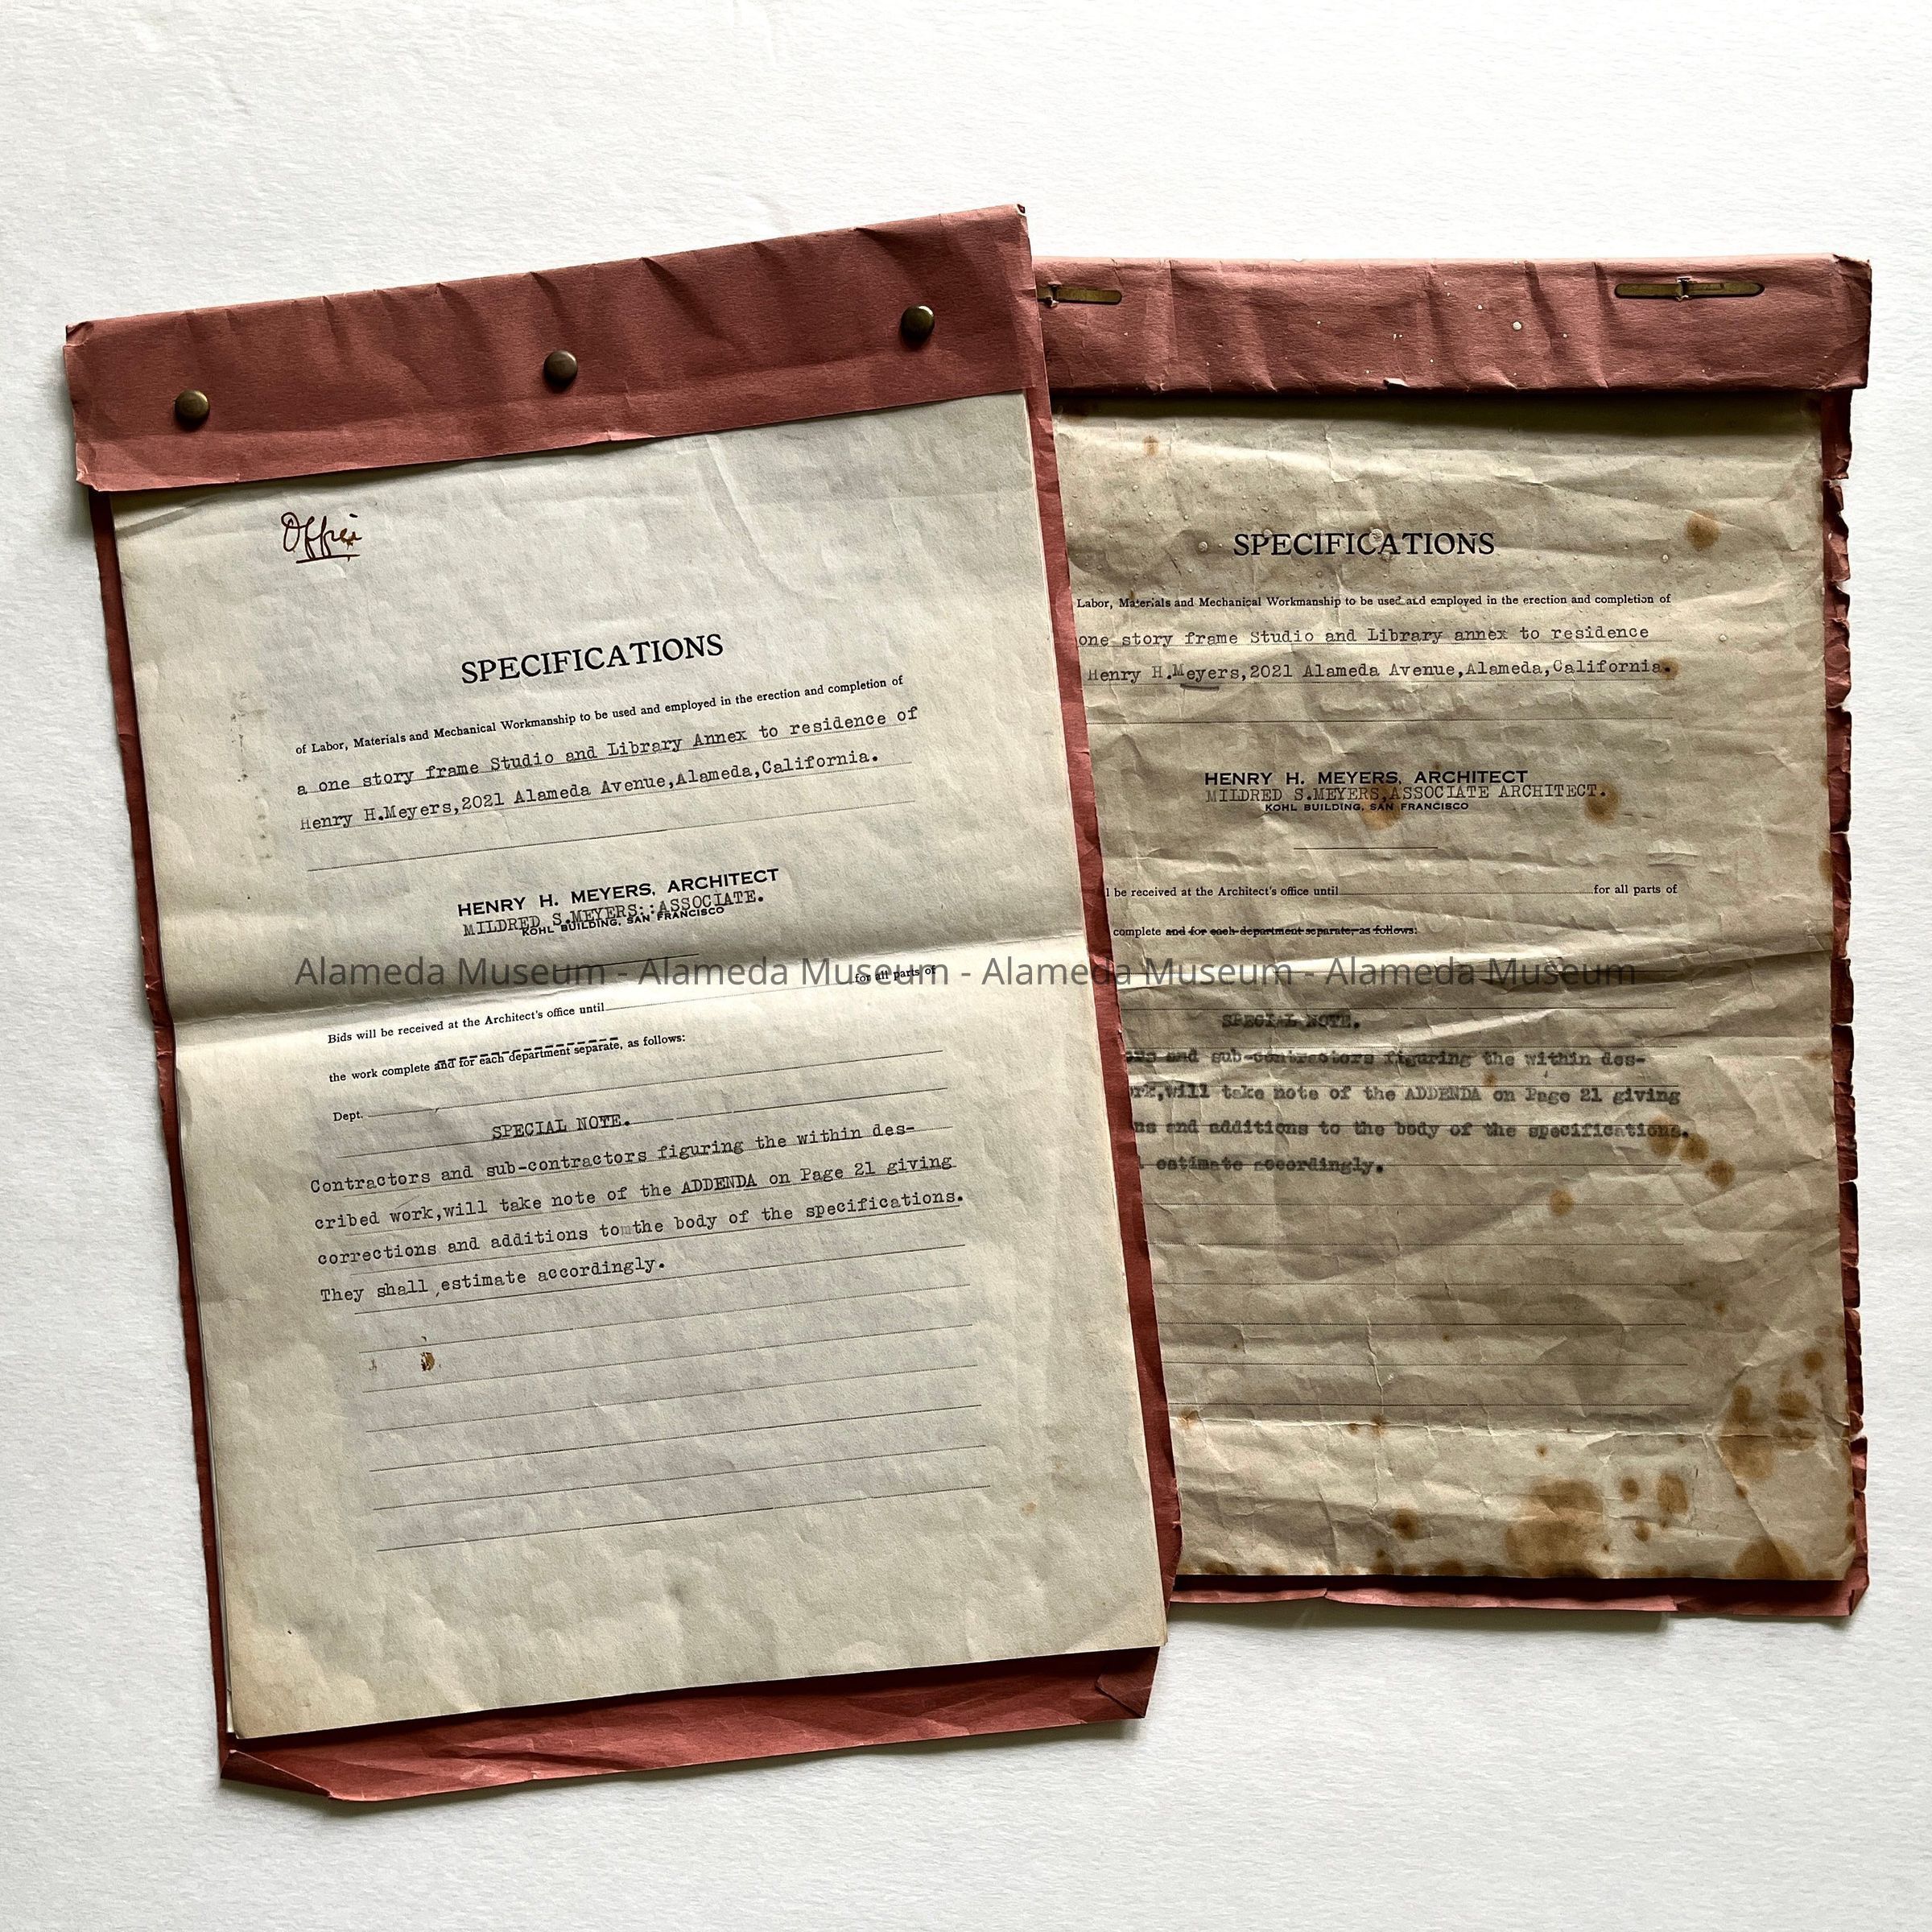 Office
SPECIFICATIONS
of Labor, Materials and Mechanical Workmanship to be used and employed in the erection and completion of
a one story frame Studio and Library Annex to residence of
Henry H.Meyers,2021 Alameda Avenue,Alameda,California.
HENRY H. MEYERS, ARCHITECT
MILDRED S.MEYERS::ASSOCIATE.
KOHL BUILDING, SAN FRANCISCO
Bids will be received at the Architect's office until for all parts of
the work complete and for each department separate, as follows:
Dept.
SPECIAL NOTE.
Contractors and sub-contractors figuring the within des-
cribed work,will take note of the ADDENDA on Page 21 giving
corrections and additions to the body of the specifications.
They shall estimate accordingly.
SPECIFICATIONS
Labor, Materials and Mechanical Workmanship to be used and employed in the erection and completion of
one story frame Studio and Library annex to residence
Henry H.Meyers,2021 Alameda Avenue,Alameda,California.
HENRY H. MEYERS, ARCHITECT
MILDRED S.MEYERS,ASSOCIATE ARCHITECT.
KOHL BUILDING, SAN FRANCISCO
be received at the Architect's office until for all parts of
complete and for each department separate, as follows:
SPECIAL NOTE.
and sub-contractors figuring the within des-
will take note of the ADDENDA on Page 21 giving
and additions to the body of the specifications.
estimate accordingly.
Alameda Museum - Alameda Museum - Alameda Museum - Alameda Museum